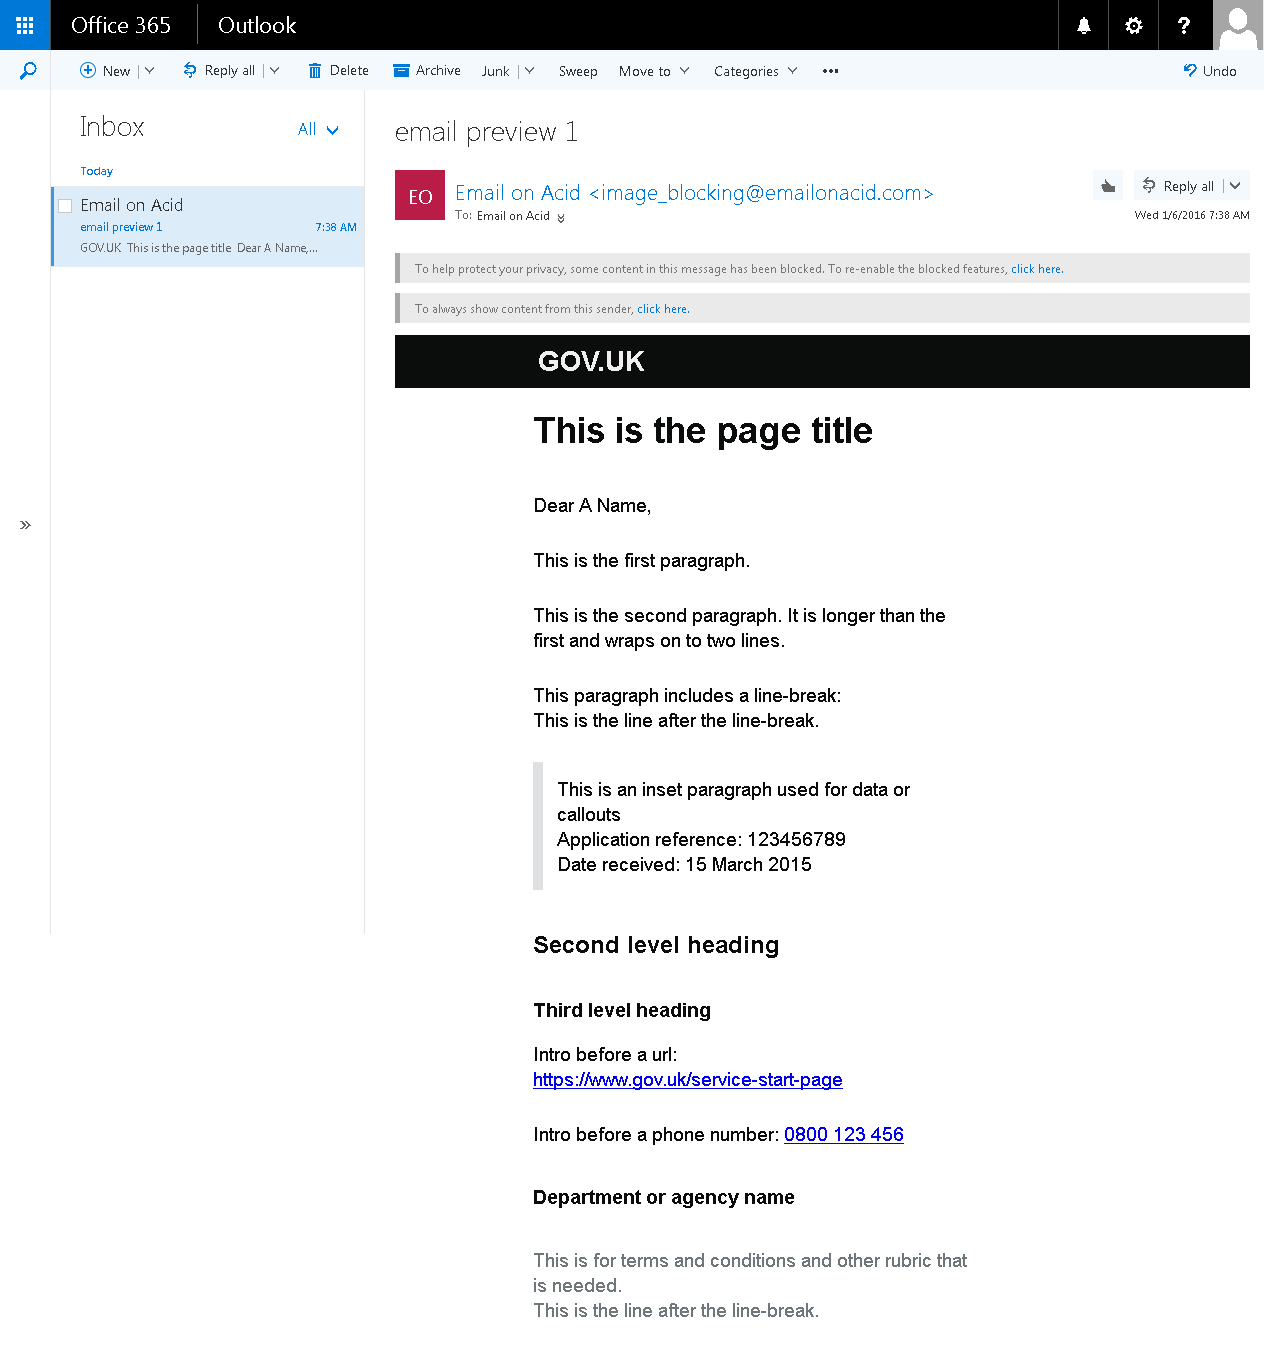 Office 365 Outlook ?
New Reply all Delete Archive Junk Sweep Move to Categories ••• Undo
Inbox
All
Today
Email on Acid
email preview 1 7:38 AM
GOV.UK This is the page title Dear A Name,...
»
email preview 1
EO
Email on Acid <image_blocking@emailonacid.com>
To: Email on Acid
Reply all
Wed 1/6/2016 7:38 AM
To help protect your privacy, some content in this message has been blocked. To re-enable the blocked features, click here.
To always show content from this sender, click here.
GOV.UK
This is the page title
Dear A Name,
This is the first paragraph.
This is the second paragraph. It is longer than the
first and wraps on to two lines.
This paragraph includes a line-break:
This is the line after the line-break.
This is an inset paragraph used for data or
callouts
Application reference: 123456789
Date received: 15 March 2015
Second level heading
Third level heading
Intro before a url:
https://www.gov.uk/service-start-page
Intro before a phone number: 0800 123 456
Department or agency name
This is for terms and conditions and other rubric that
is needed.
This is the line after the line-break.